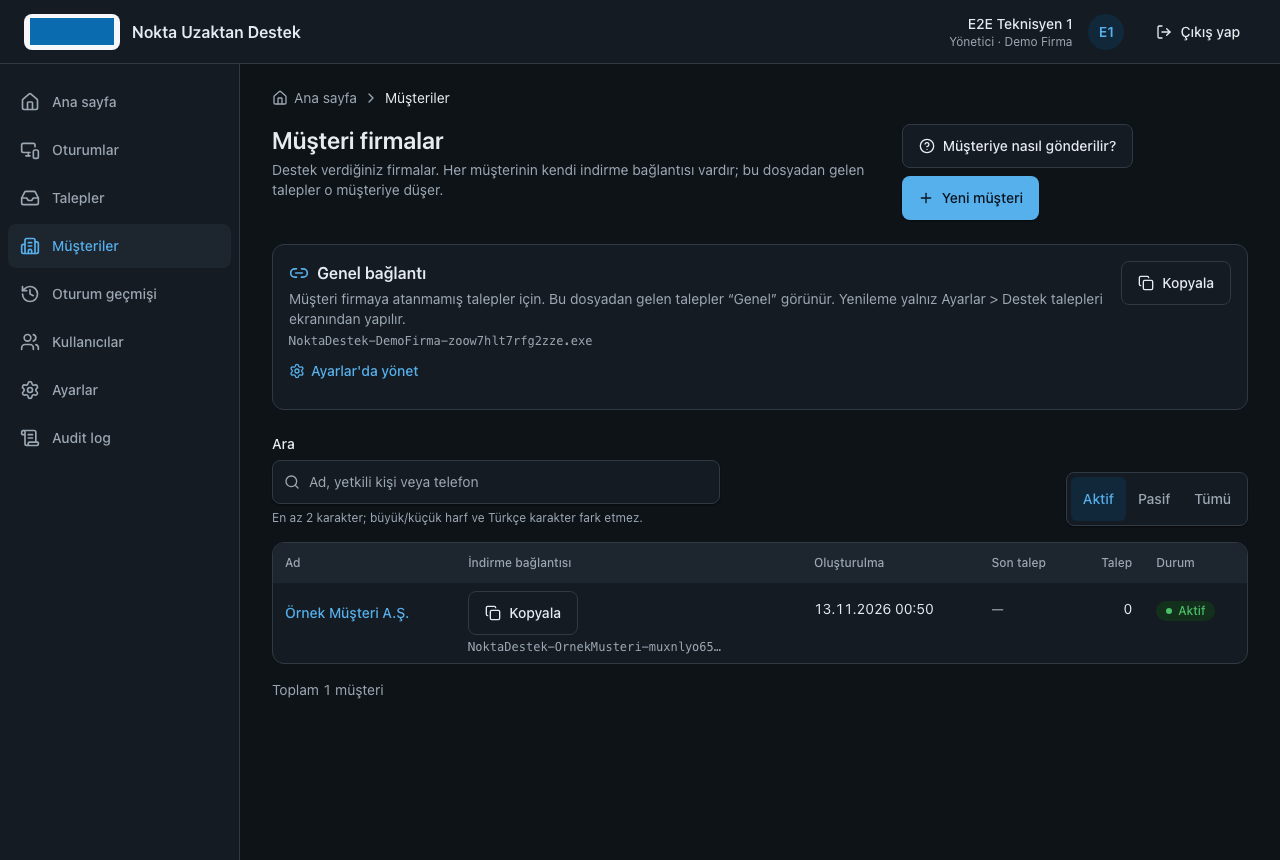 Nokta Uzaktan Destek
E2E Teknisyen 1
Yönetici · Demo Firma
E1
Çıkış yap
Ana sayfa
Oturumlar
Talepler
Müşteriler
Oturum geçmişi
Kullanıcılar
Ayarlar
Audit log
Ana sayfa > Müşteriler
Müşteri firmalar
Destek verdiğiniz firmalar. Her müşterinin kendi indirme bağlantısı vardır; bu dosyadan gelen
talepler o müşteriye düşer.
Müşteriye nasıl gönderilir?
+ Yeni müşteri
Genel bağlantı
Müşteri firmaya atanmamış talepler için. Bu dosyadan gelen talepler “Genel” görünür. Yenileme yalnız Ayarlar > Destek talepleri
ekranından yapılır.
NoktaDestek-DemoFirma-zoow7hlt7rfg2zze.exe
Ayarlar'da yönet
Kopyala
Ara
Ad, yetkili kişi veya telefon
En az 2 karakter; büyük/küçük harf ve Türkçe karakter fark etmez.
Aktif Pasif Tümü
Ad İndirme bağlantısı Oluşturulma Son talep Talep Durum
Örnek Müşteri A.Ş. Kopyala 13.11.2026 00:50 — 0 Aktif
NoktaDestek-OrnekMusteri-muxnlyo65…
Toplam 1 müşteri